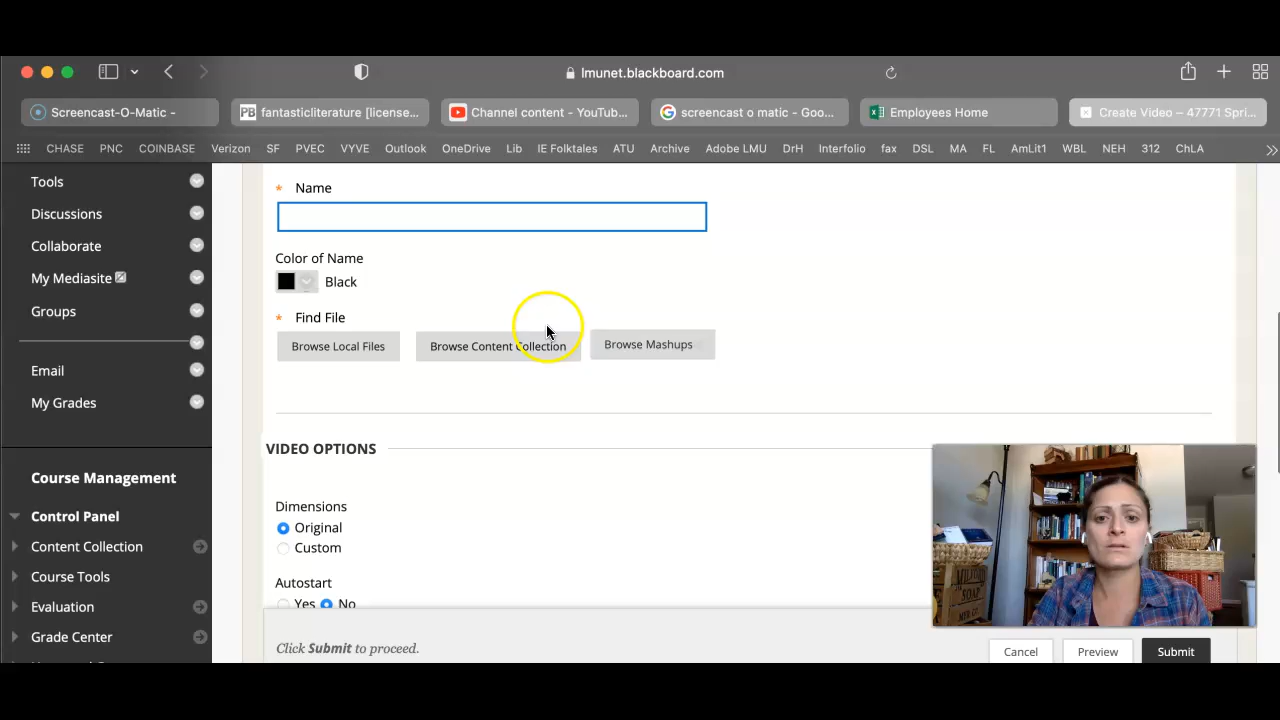 lmunet.blackboard.com
Screencast-O-Matic -
PB fantasticliterature [license...
Channel content - YouTub...
screencast o matic - Goo...
Employees Home
Create Video – 47771 Spri...
CHASE PNC COINBASE Verizon SF PVEC VYVE Outlook OneDrive Lib IE Folktales ATU Archive Adobe LMU DrH Interfolio fax DSL MA FL AmLit1 WBL NEH 312 ChLA
Tools
Discussions
Collaborate
My Mediasite
Groups
Email
My Grades
Course Management
Control Panel
Content Collection
Course Tools
Evaluation
Grade Center
* Name
Color of Name
Black
* Find File
Browse Local Files Browse Content Collection Browse Mashups
VIDEO OPTIONS
Dimensions
Original
Custom
Autostart
Yes No
Click Submit to proceed.
Cancel Preview Submit